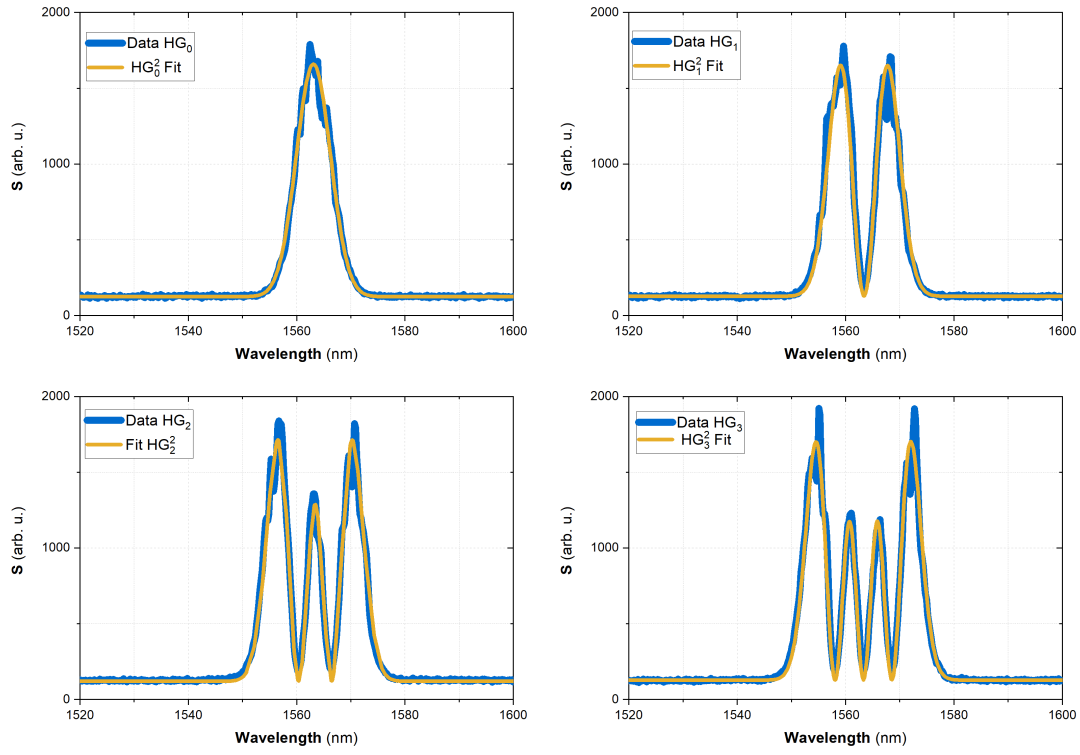 2000
1000
0
S (arb. u.)
Data HG₀
HG₀² Fit
1520 1540 1560 1580 1600
Wavelength (nm)
2000
1000
0
S (arb. u.)
Data HG₁
HG₁² Fit
1520 1540 1560 1580 1600
Wavelength (nm)
2000
1000
0
S (arb. u.)
Data HG₂
Fit HG₂²
1520 1540 1560 1580 1600
Wavelength (nm)
2000
1000
0
S (arb. u.)
Data HG₃
HG₃² Fit
1520 1540 1560 1580 1600
Wavelength (nm)